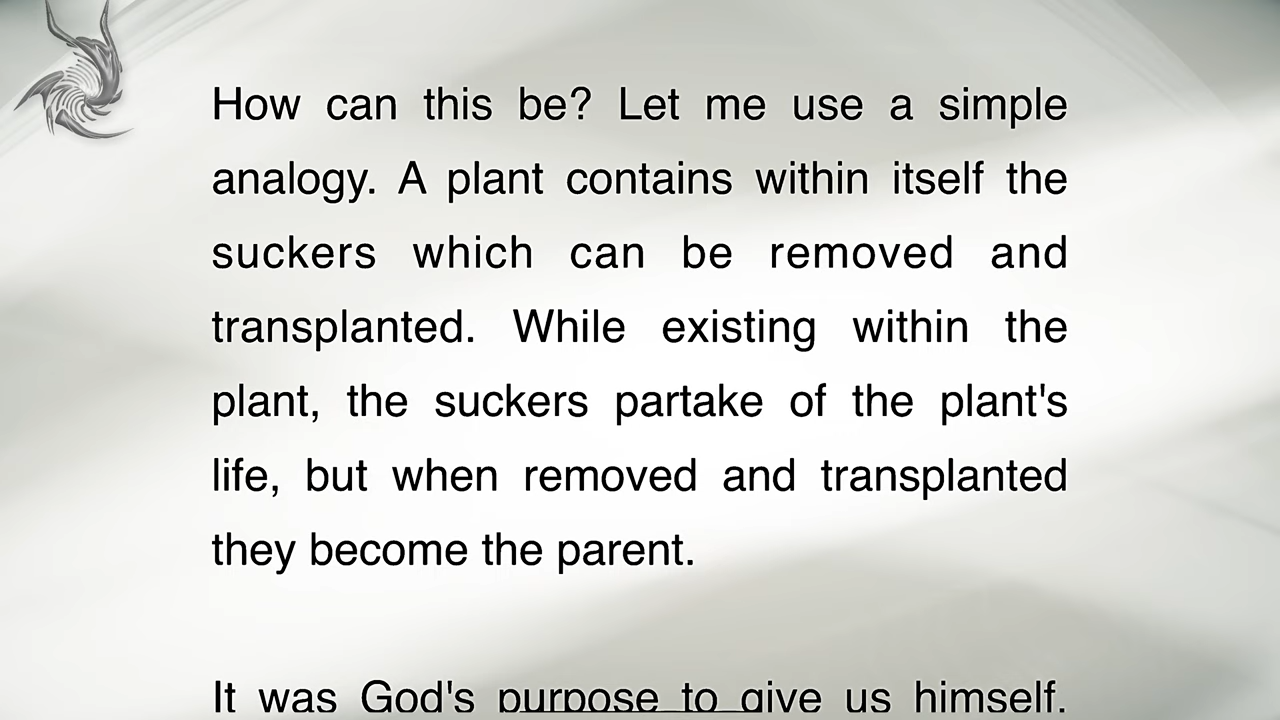 How can this be? Let me use a simple
analogy. A plant contains within itself the
suckers which can be removed and
transplanted. While existing within the
plant, the suckers partake of the plant's
life, but when removed and transplanted
they become the parent.
It was God's purpose to give us himself.